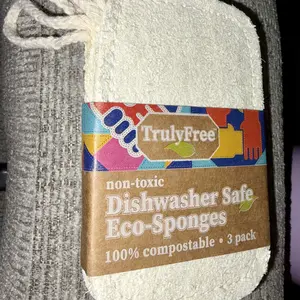 TrulyFree
non-toxic
Dishwasher Safe
Eco-Sponges
100% compostable • 3 pack